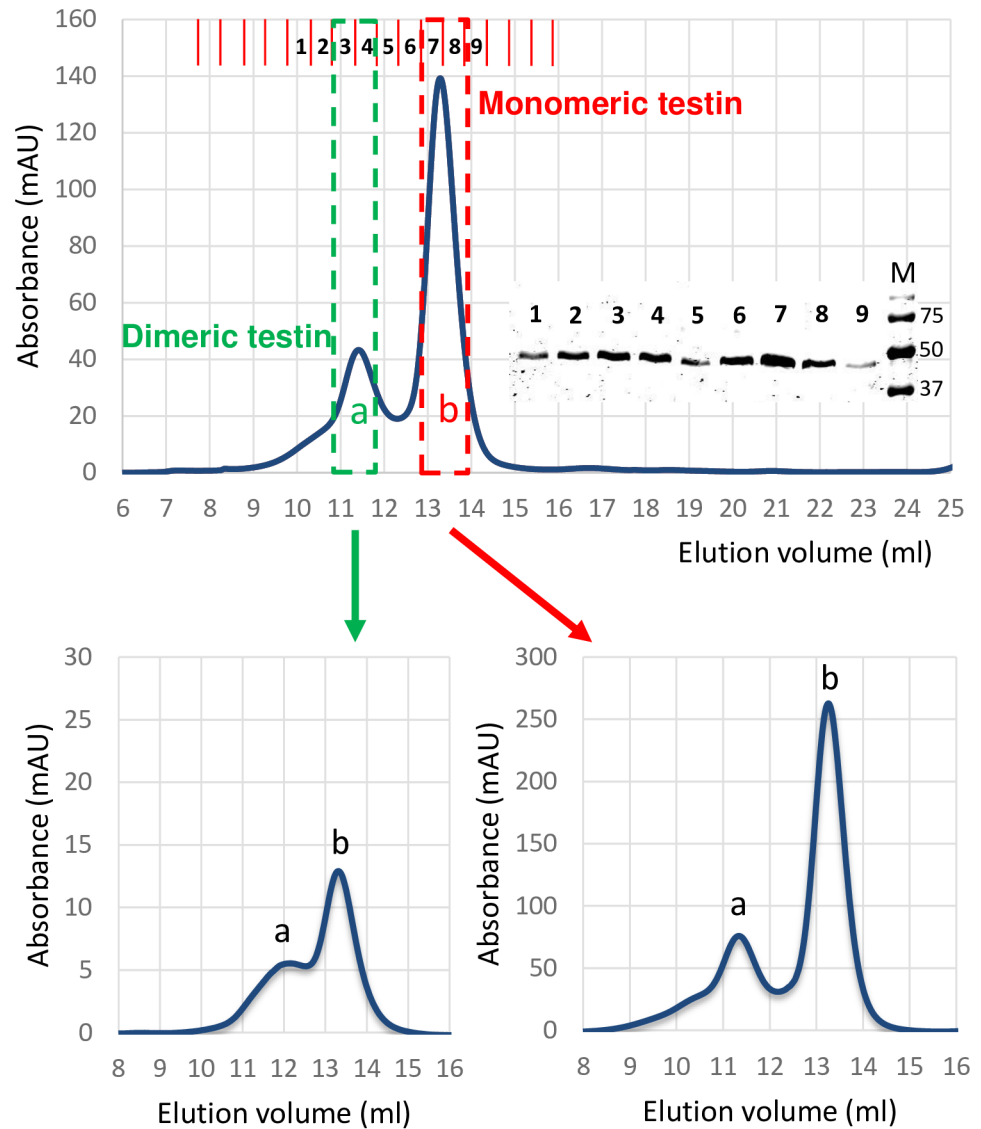 Absorbance (mAU)
160
140
120
100
80
60
40
20
0
1 2 3 4 5 6 7 8 9
Monomeric testin
Dimeric testin
a
b
M
1 2 3 4 5 6 7 8 9
75
50
37
6 7 8 9 10 11 12 13 14 15 16 17 18 19 20 21 22 23 24 25
Elution volume (ml)
Absorbance (mAU)
30
25
20
15
10
5
0
a
b
8 9 10 11 12 13 14 15 16
Elution volume (ml)
Absorbance (mAU)
300
250
200
150
100
50
0
a
b
8 9 10 11 12 13 14 15 16
Elution volume (ml)